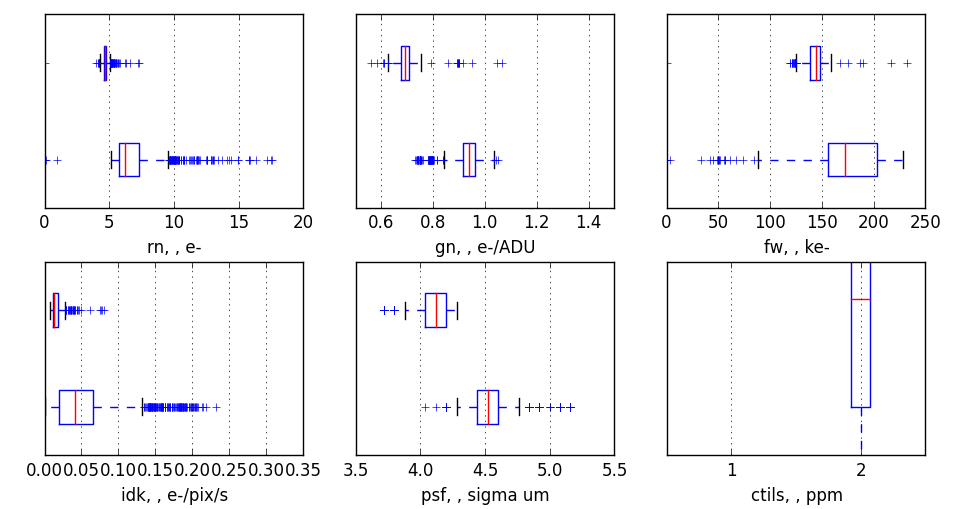 0 5 10 15 20
rn, , e-
0.6 0.8 1.0 1.2 1.4
gn, , e-/ADU
0 50 100 150 200 250
fw, , ke-
0.00 0.05 0.10 0.15 0.20 0.25 0.30 0.35
idk, , e-/pix/s
3.5 4.0 4.5 5.0 5.5
psf, , sigma um
1 2
ctils, , ppm